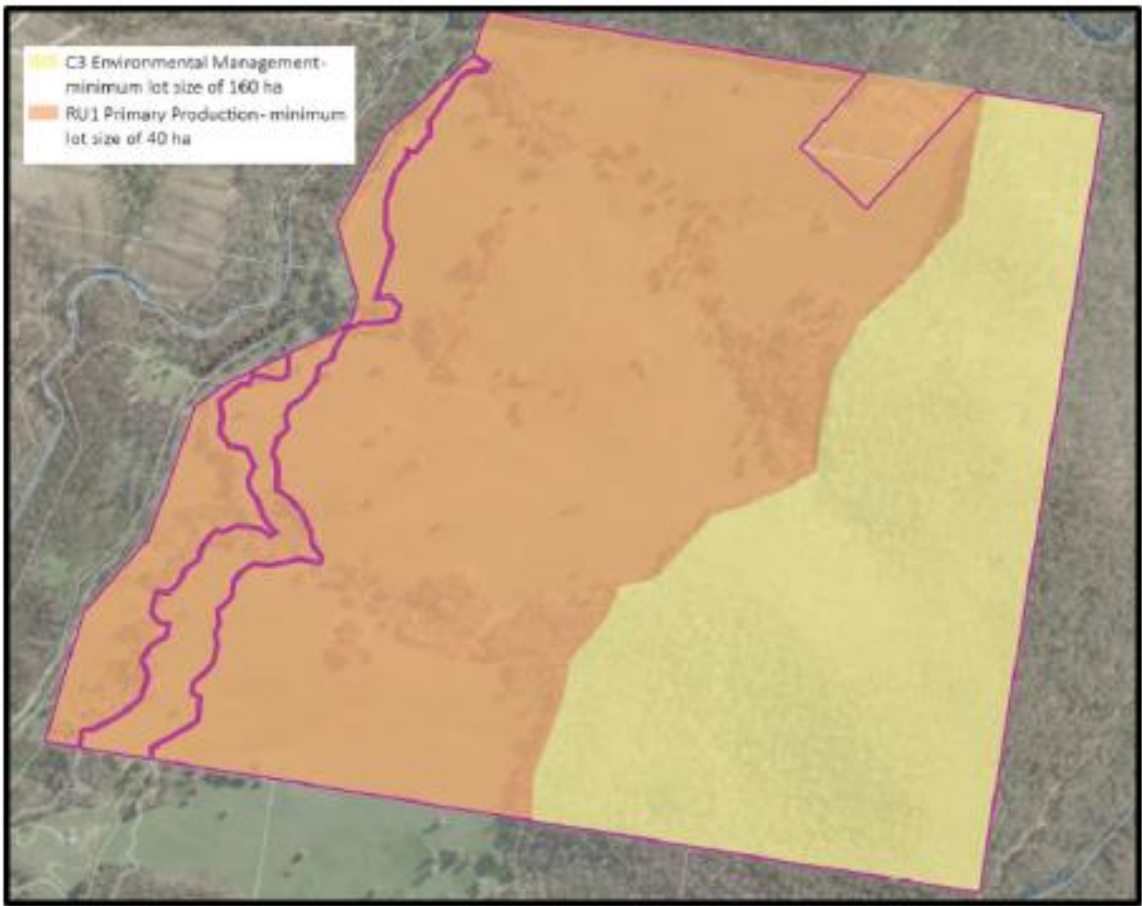 C3 Environmental Management-
minimum lot size of 160 ha
RU1 Primary Production- minimum
lot size of 40 ha